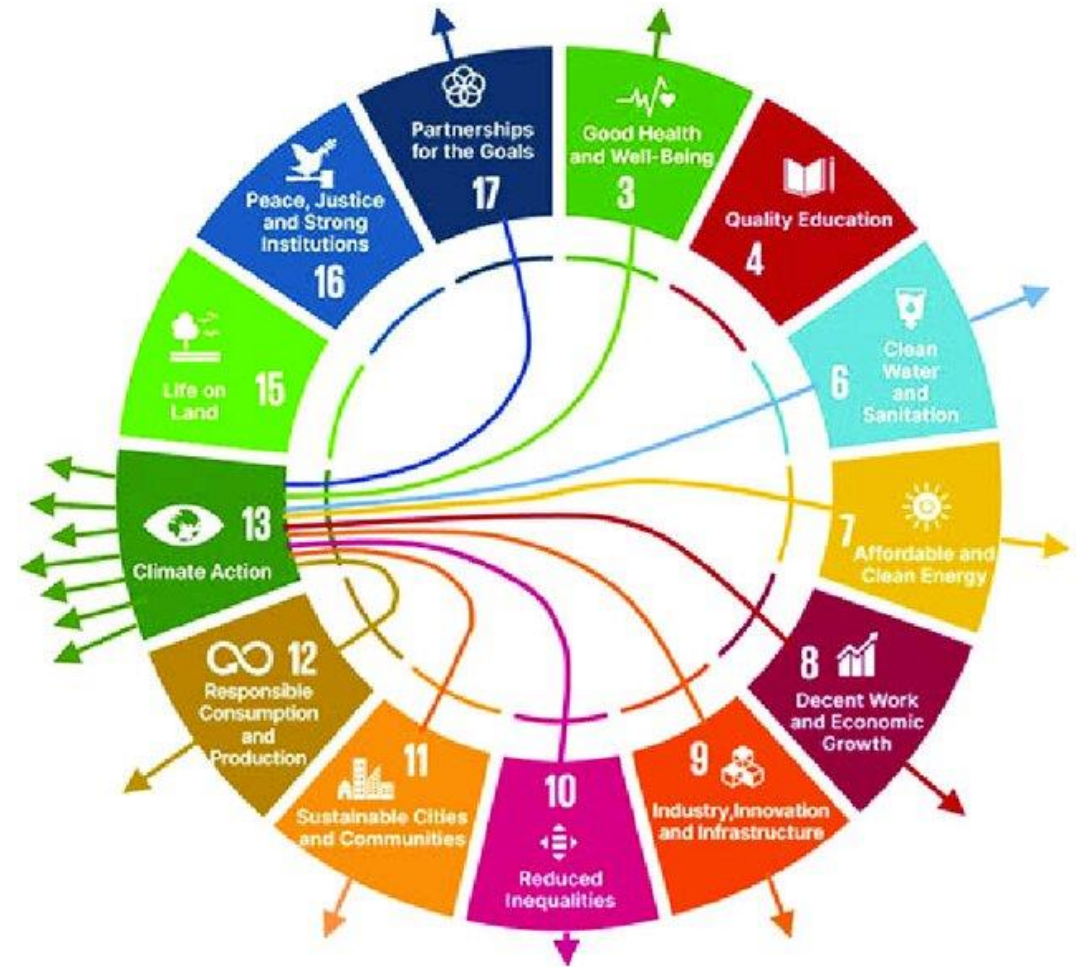 Partnerships
for the Goals
17
Good Health
and Well-Being
3
Quality Education
4
Clean
Water
and
Sanitation
6
7
Affordable and
Clean Energy
8
Decent Work
and Economic
Growth
9
Industry,Innovation
and Infrastructure
10
Reduced
Inequalities
11
Sustainable Cities
and Communities
12
Responsible
Consumption
and
Production
13
Climate Action
Life on
Land
15
Peace, Justice
and Strong
Institutions
16